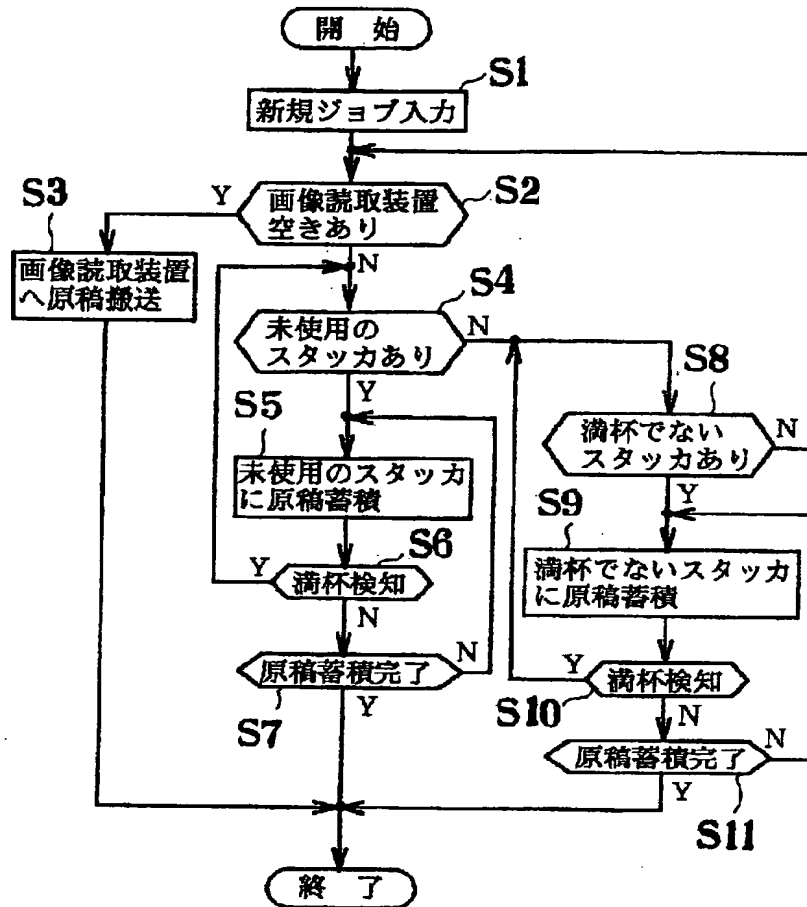 開 始
S1
新規ジョブ入力
S2
画像読取装置
空きあり
Y
N
S3
画像読取装置
へ原稿搬送
S4
未使用の
スタッカあり
N
Y
S5
未使用のスタッカ
に原稿蓄積
S6
満杯検知
Y
N
S7
原稿蓄積完了
N
Y
S8
満杯でない
スタッカあり
N
Y
S9
満杯でないスタッカ
に原稿蓄積
S10
満杯検知
Y
N
S11
原稿蓄積完了
N
Y
終 了